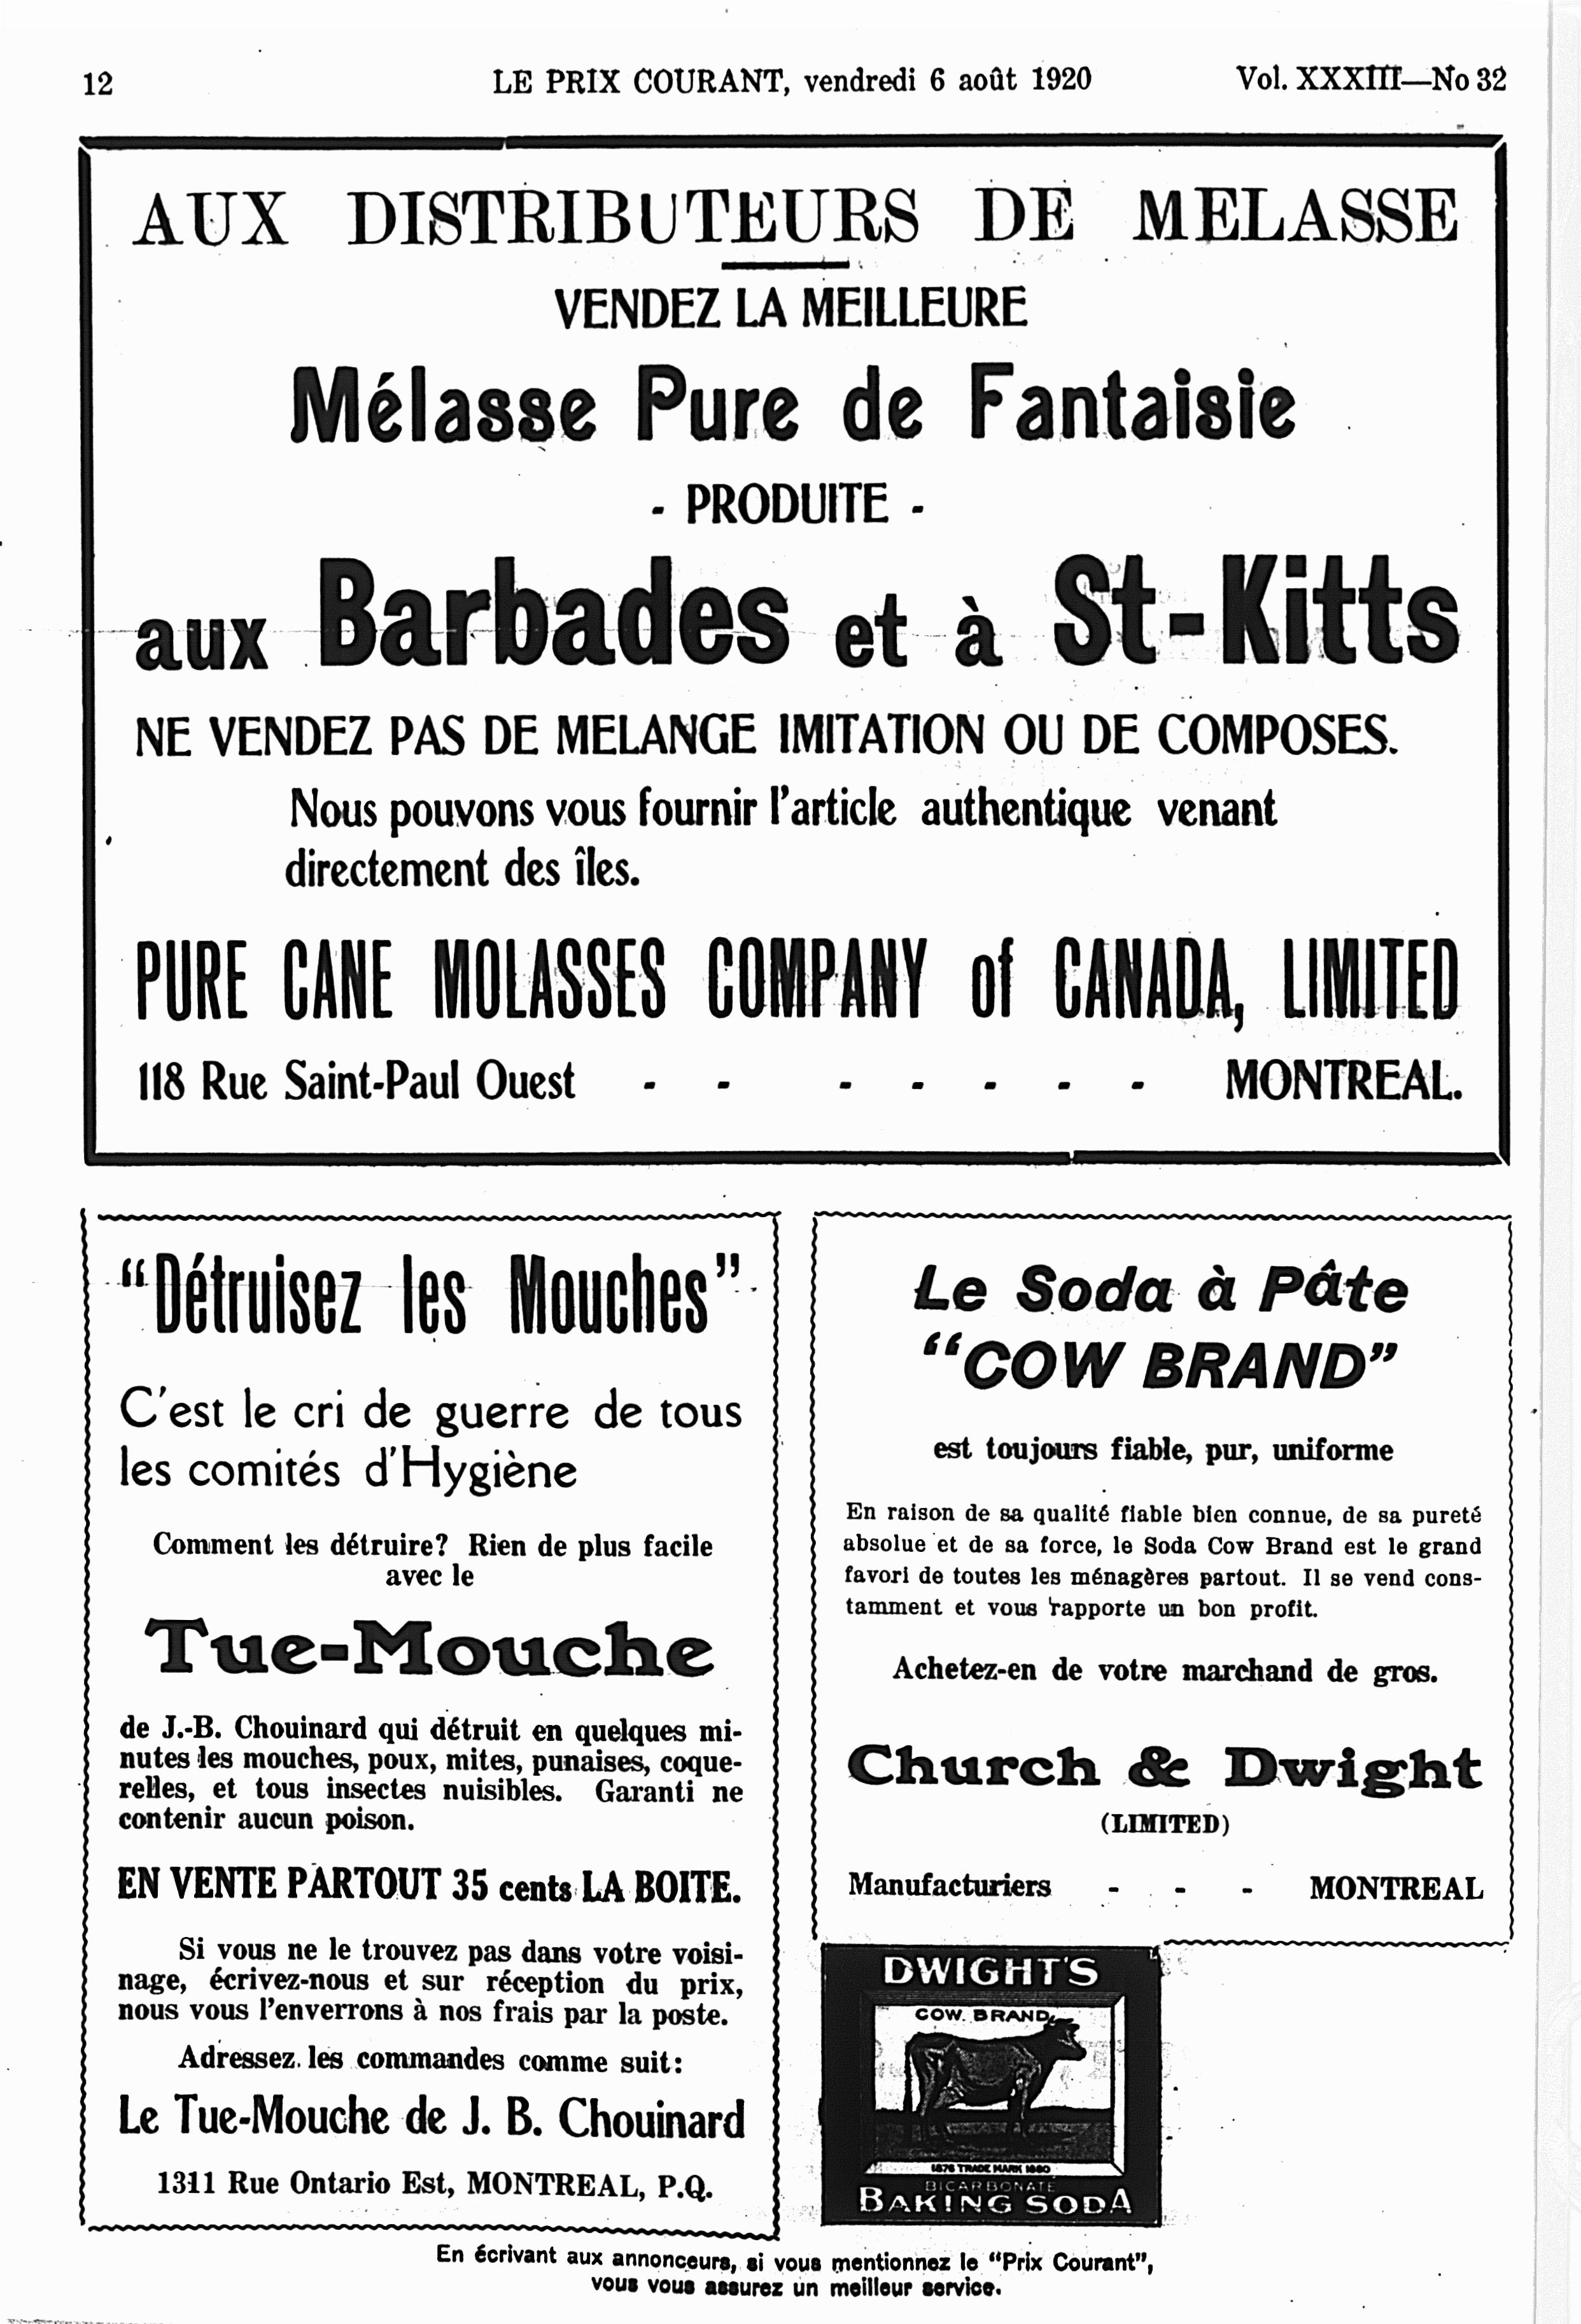 12
LE PRIX COURANT, vendredi 6 août 1920
Vol. XXXIII—No 32
AUX DISTRIBUTEURS DE MELASSE
VENDEZ LA MEILLEURE
Mélasse Pure de Fantaisie
- PRODUITE -
aux Barbades et à St-Kitts
NE VENDEZ PAS DE MELANGE IMITATION OU DE COMPOSES.
Nous pouvons vous fournir l'article authentique venant
directement des îles.
PURE CANE MOLASSES COMPANY of CANADA, LIMITED
118 Rue Saint-Paul Ouest - - - - - - - MONTREAL.
“Détruisez les Mouches”
C'est le cri de guerre de tous
les comités d'Hygiène
Comment les détruire? Rien de plus facile
avec le
Tue-Mouche
de J.-B. Chouinard qui détruit en quelques mi-
nutes les mouches, poux, mites, punaises, coque-
relles, et tous insectes nuisibles. Garanti ne
contenir aucun poison.
EN VENTE PARTOUT 35 cents LA BOITE.
Si vous ne le trouvez pas dans votre voisi-
nage, écrivez-nous et sur réception du prix,
nous vous l'enverrons à nos frais par la poste.
Adressez les commandes comme suit:
Le Tue-Mouche de J. B. Chouinard
1311 Rue Ontario Est, MONTREAL, P.Q.
Le Soda à Pâte
“COW BRAND”
est toujours fiable, pur, uniforme
En raison de sa qualité fiable bien connue, de sa pureté
absolue et de sa force, le Soda Cow Brand est le grand
favori de toutes les ménagères partout. Il se vend cons-
tamment et vous rapporte un bon profit.
Achetez-en de votre marchand de gros.
Church & Dwight
(LIMITED)
Manufacturiers - - - MONTREAL
DWIGHT'S
COW BRAND
1876 TRADE MARK 1880
BICARBONATE
BAKING SODA
En écrivant aux annonceurs, si vous mentionnez le “Prix Courant”,
vous vous assurez un meilleur service.